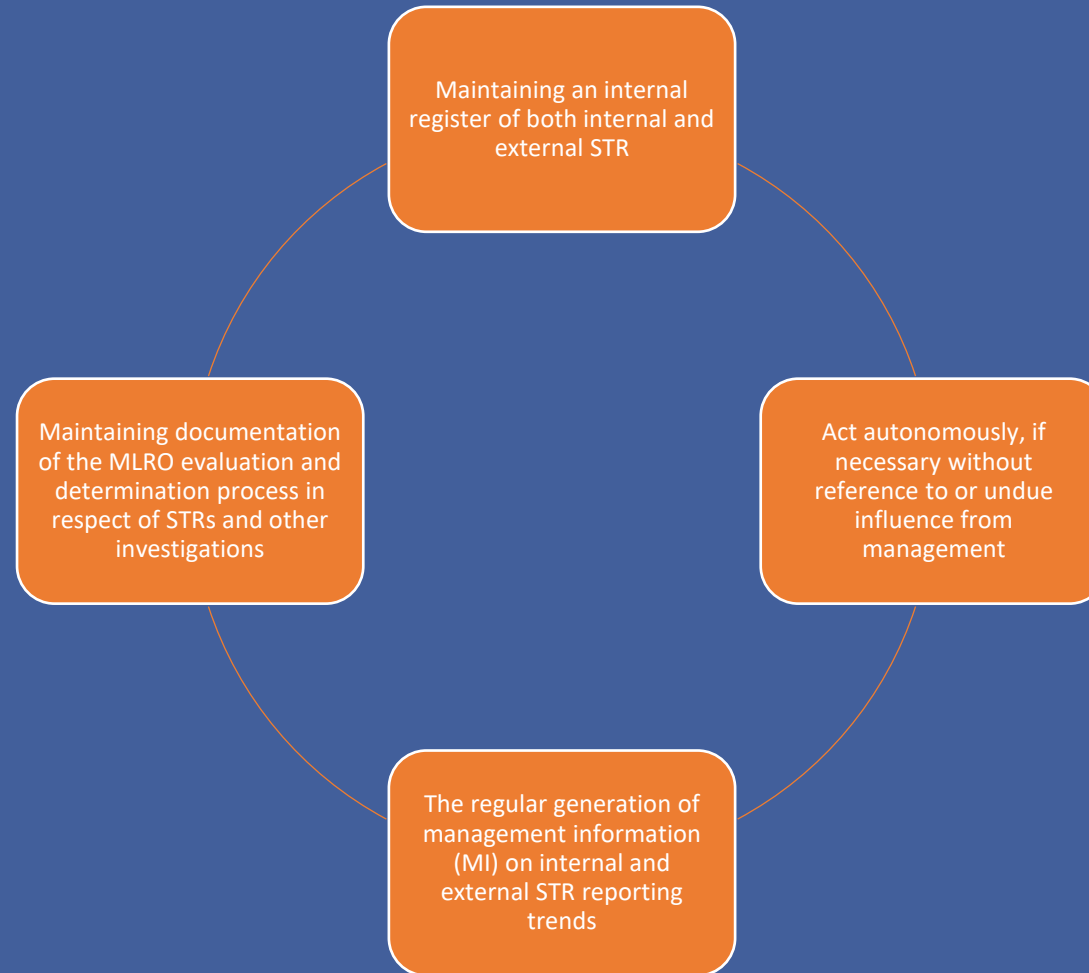 Maintaining an internal
register of both internal and
external STR
Act autonomously, if
necessary without
reference to or undue
influence from
management
The regular generation of
management information
(MI) on internal and
external STR reporting
trends
Maintaining documentation
of the MLRO evaluation and
determination process in
respect of STRs and other
investigations